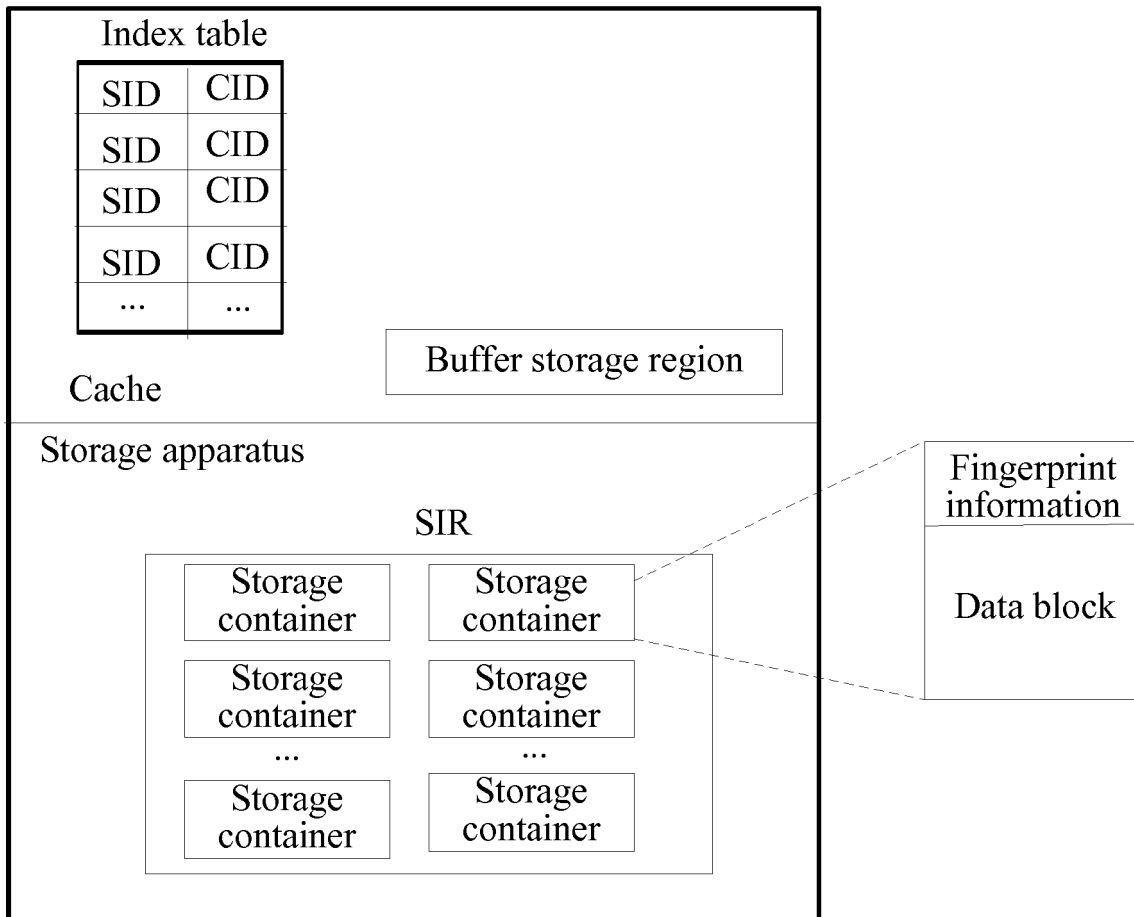 Index table
SID CID
SID CID
SID CID
SID CID
... ...
Buffer storage region
Cache
Storage apparatus
SIR
Storage
container
Storage
container
Storage
container
Storage
container
... ...
Storage
container
Storage
container
Fingerprint
information
Data block